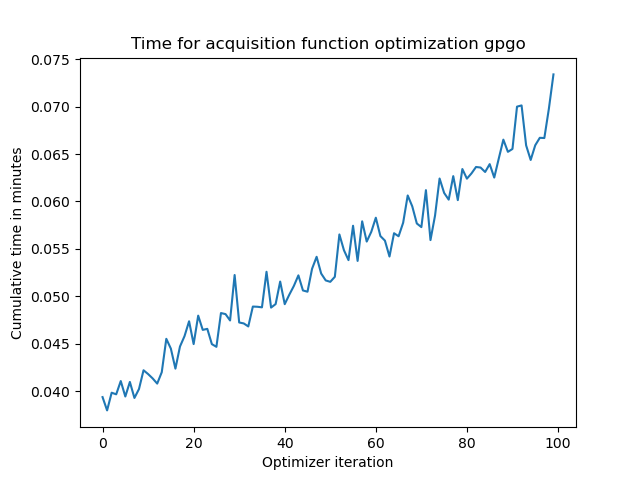 Time for acquisition function optimization gpgo
0.075
0.070
0.065
0.060
0.055
0.050
0.045
0.040
Cumulative time in minutes
0 20 40 60 80 100
Optimizer iteration